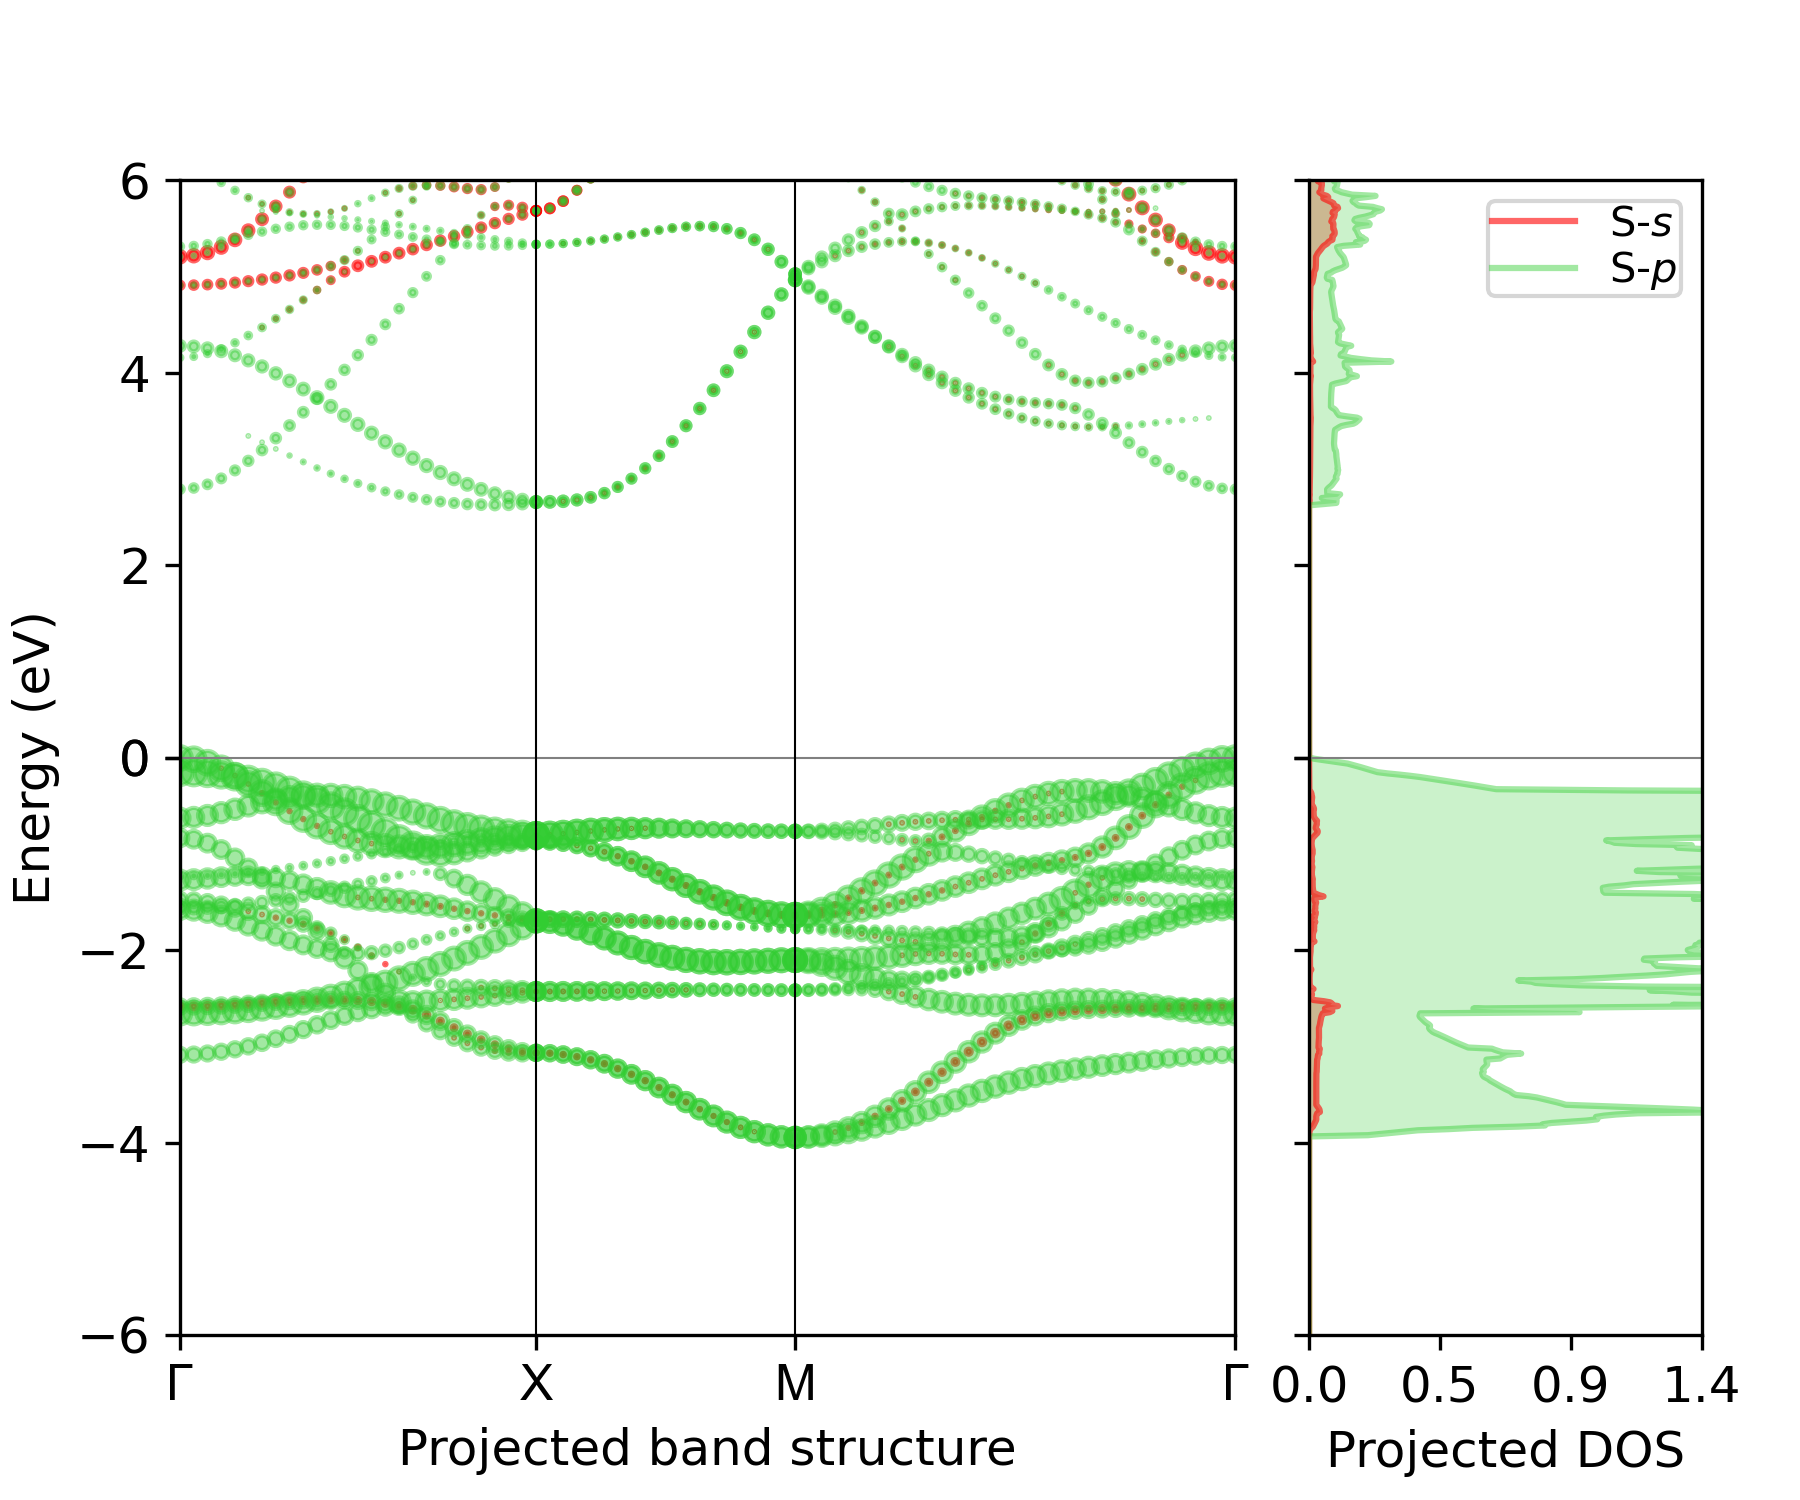 6
4
2
0
−2
−4
−6
Energy (eV)
Γ X M Γ
Projected band structure
S-s
S-p
0.0 0.5 0.9 1.4
Projected DOS